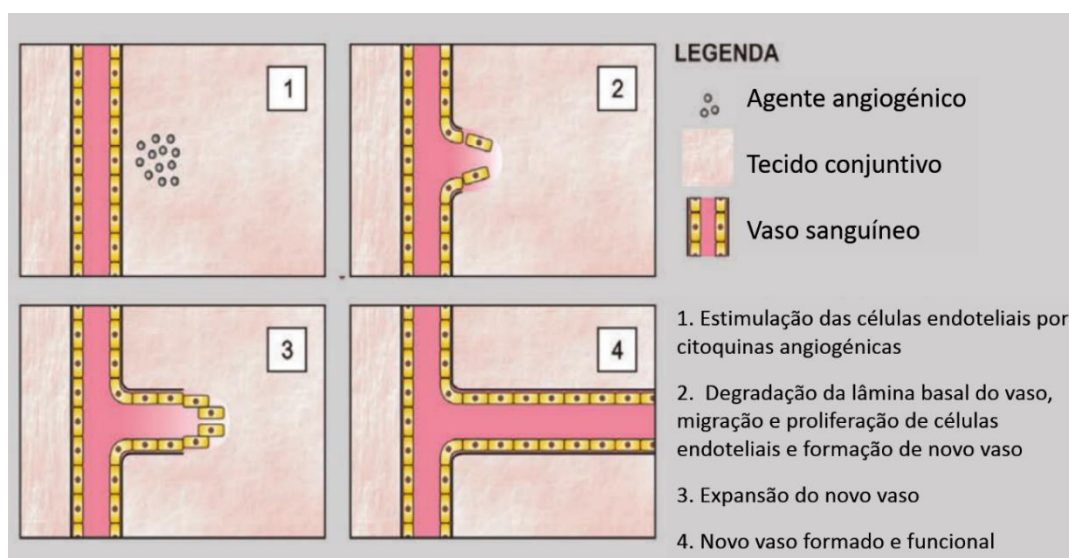 1
2
3
4
LEGENDA
Agente angiogénico
Tecido conjuntivo
Vaso sanguíneo
1. Estimulação das células endoteliais por
citoquinas angiogénicas
2. Degradação da lâmina basal do vaso,
migração e proliferação de células
endoteliais e formação de novo vaso
3. Expansão do novo vaso
4. Novo vaso formado e funcional